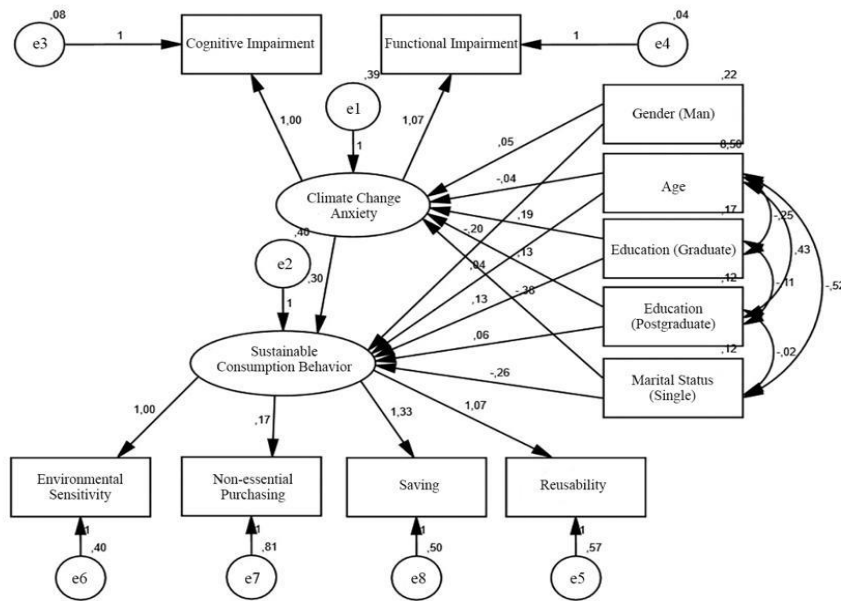 ,08
,04
e3
1
Cognitive Impairment
Functional Impairment
1
e4
,39
,22
e1
1,00
1,07
Gender (Man)
1
,05
8,50
-,04
Climate Change
Anxiety
Age
,17
,19
-,25
,40
-,20
Education (Graduate)
,43
e2
,13
,30
,04
,12
-,11
-,52
1
,13
-,38
Education
(Postgraduate)
Sustainable
Consumption Behavior
,06
,12
-,02
-,26
Marital Status
(Single)
1,00
,17
1,33
1,07
Environmental
Sensitivity
Non-essential
Purchasing
Saving
Reusability
1
1
1
1
,40
,81
,50
,57
e6
e7
e8
e5